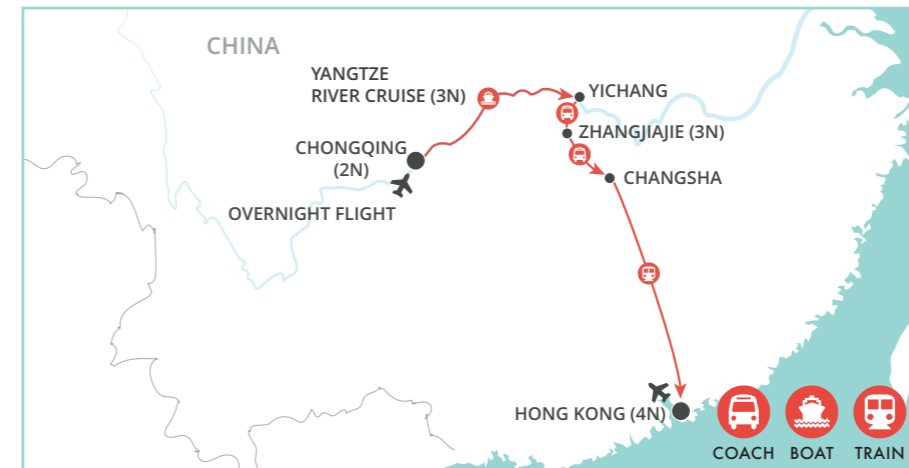 CHINA
YANGTZE
RIVER CRUISE (3N)
YICHANG
ZHANGJIAJIE (3N)
CHONGQING
(2N)
CHANGSHA
OVERNIGHT FLIGHT
HONG KONG (4N)
COACH
BOAT
TRAIN